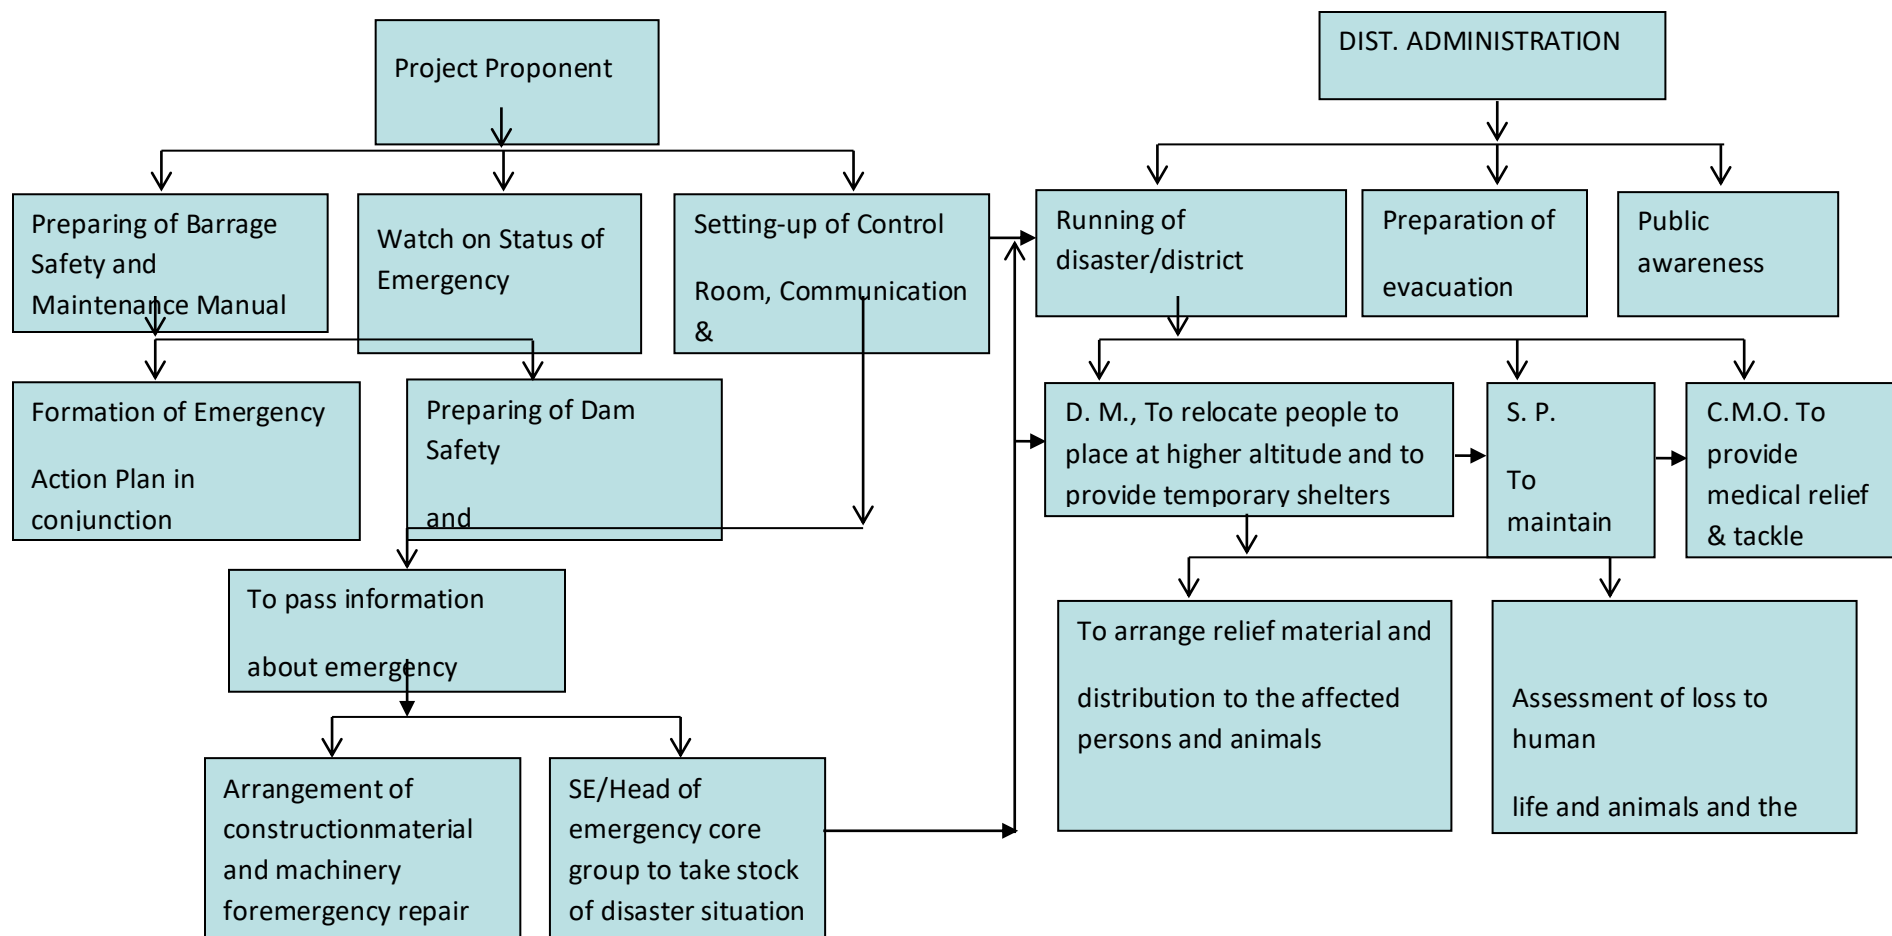 Project Proponent
DIST. ADMINISTRATION
Preparing of Barrage
Safety and
Maintenance Manual
Watch on Status of
Emergency
Setting-up of Control
Room, Communication
&
Running of
disaster/district
Preparation of
evacuation
Public
awareness
Formation of Emergency
Action Plan in
conjunction
Preparing of Dam
Safety
and
D. M., To relocate people to
place at higher altitude and to
provide temporary shelters
S. P.
To
maintain
C.M.O. To
provide
medical relief
& tackle
To pass information
about emergency
To arrange relief material and
distribution to the affected
persons and animals
Assessment of loss to
human
life and animals and the
Arrangement of
constructionmaterial
and machinery
foremergency repair
SE/Head of
emergency core
group to take stock
of disaster situation